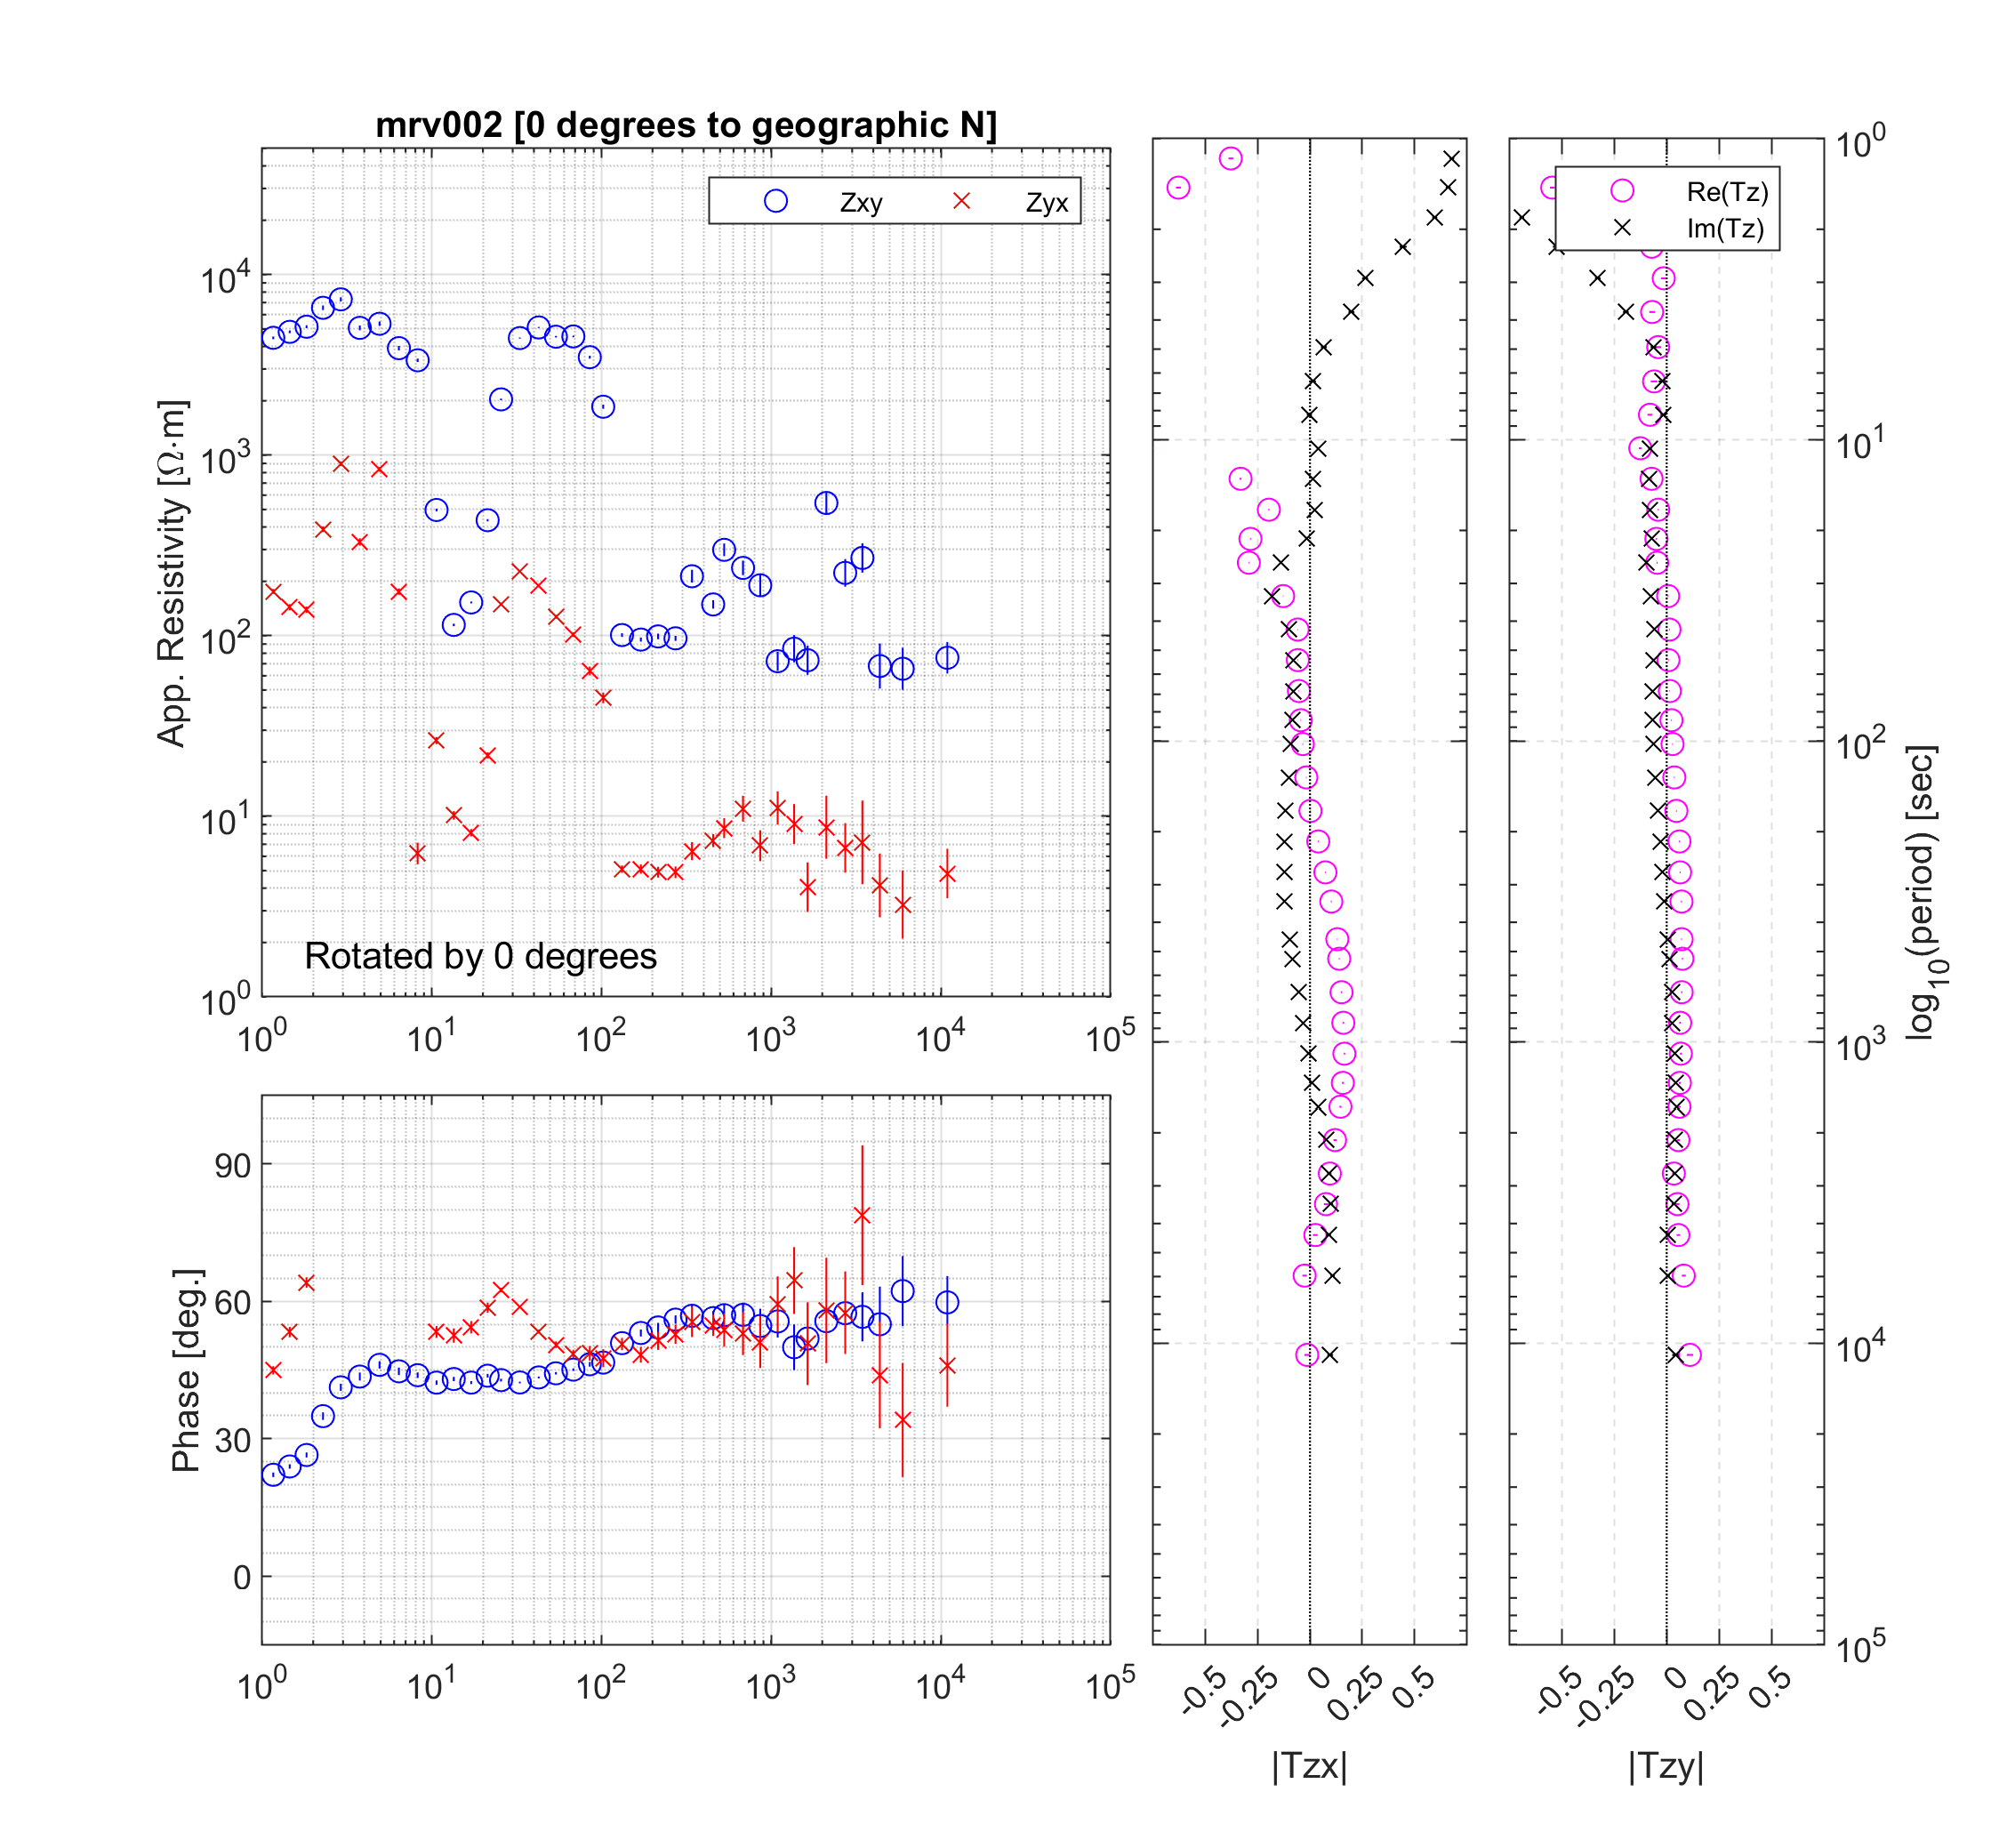 mrv002 [0 degrees to geographic N]
Zxy Zyx
App. Resistivity [Ω·m]
10^4
10^3
10^2
10^1
10^0
Rotated by 0 degrees
10^0 10^1 10^2 10^3 10^4 10^5
Phase [deg.]
90
60
30
0
10^0 10^1 10^2 10^3 10^4 10^5
-0.5 -0.25 0 0.25 0.5
|Tzx|
Re(Tz)
Im(Tz)
10^0
10^1
10^2
10^3
10^4
10^5
log10(period) [sec]
-0.5 -0.25 0 0.25 0.5
|Tzy|